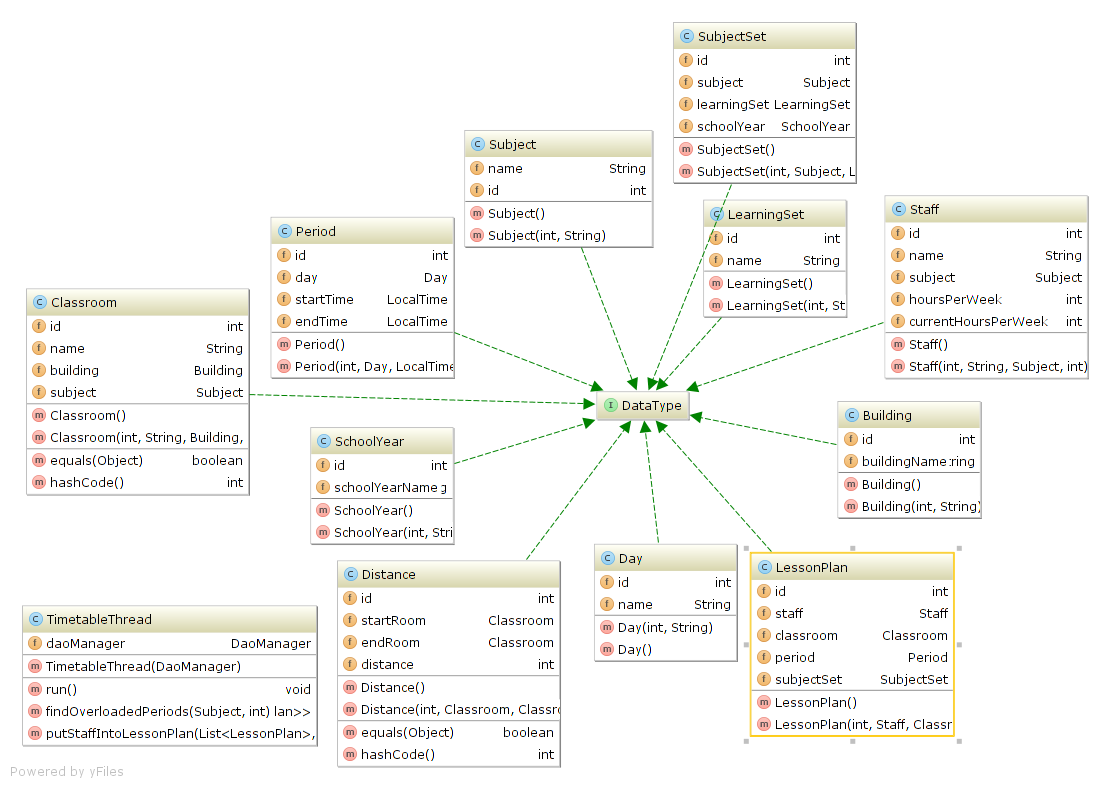 SubjectSet
id int
subject Subject
learningSet LearningSet
schoolYear SchoolYear
SubjectSet()
SubjectSet(int, Subject, L
Subject
name String
id int
Subject()
Subject(int, String)
LearningSet
id int
name String
LearningSet()
LearningSet(int, St
Staff
id int
name String
subject Subject
hoursPerWeek int
currentHoursPerWeek int
Staff()
Staff(int, String, Subject, int)
Period
id int
day Day
startTime LocalTime
endTime LocalTime
Period()
Period(int, Day, LocalTime
Classroom
id int
name String
building Building
subject Subject
Classroom()
Classroom(int, String, Building,
equals(Object) boolean
hashCode() int
DataType
SchoolYear
id int
schoolYearName g
SchoolYear()
SchoolYear(int, Stri
Building
id int
buildingName :ring
Building()
Building(int, String)
Distance
id int
startRoom Classroom
endRoom Classroom
distance int
Distance()
Distance(int, Classroom, Classro
equals(Object) boolean
hashCode() int
Day
id int
name String
Day(int, String)
Day()
LessonPlan
id int
staff Staff
classroom Classroom
period Period
subjectSet SubjectSet
LessonPlan()
LessonPlan(int, Staff, Classr
TimetableThread
daoManager DaoManager
TimetableThread(DaoManager)
run() void
findOverloadedPeriods(Subject, int) lan>>
putStaffIntoLessonPlan(List<LessonPlan>,
Powered by yFiles